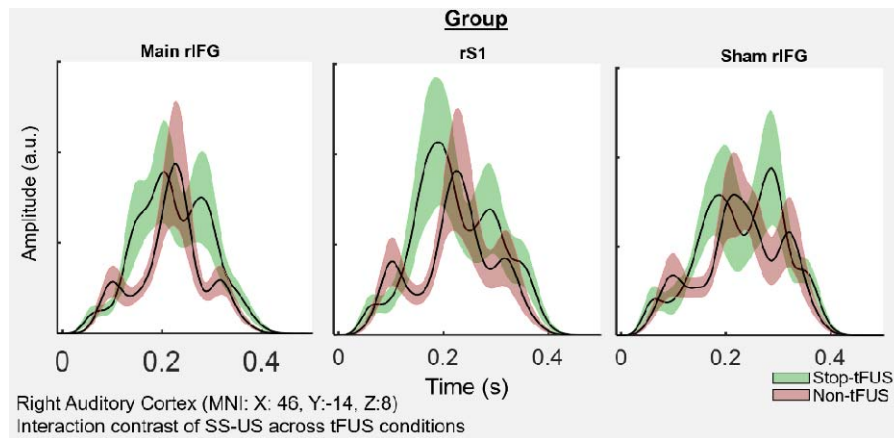 Group
Main rIFG
rS1
Sham rIFG
Amplitude (a.u.)
0 0.2 0.4
0 0.2 0.4
0 0.2 0.4
Time (s)
Stop-tFUS
Non-tFUS
Right Auditory Cortex (MNI: X: 46, Y:-14, Z:8)
Interaction contrast of SS-US across tFUS conditions